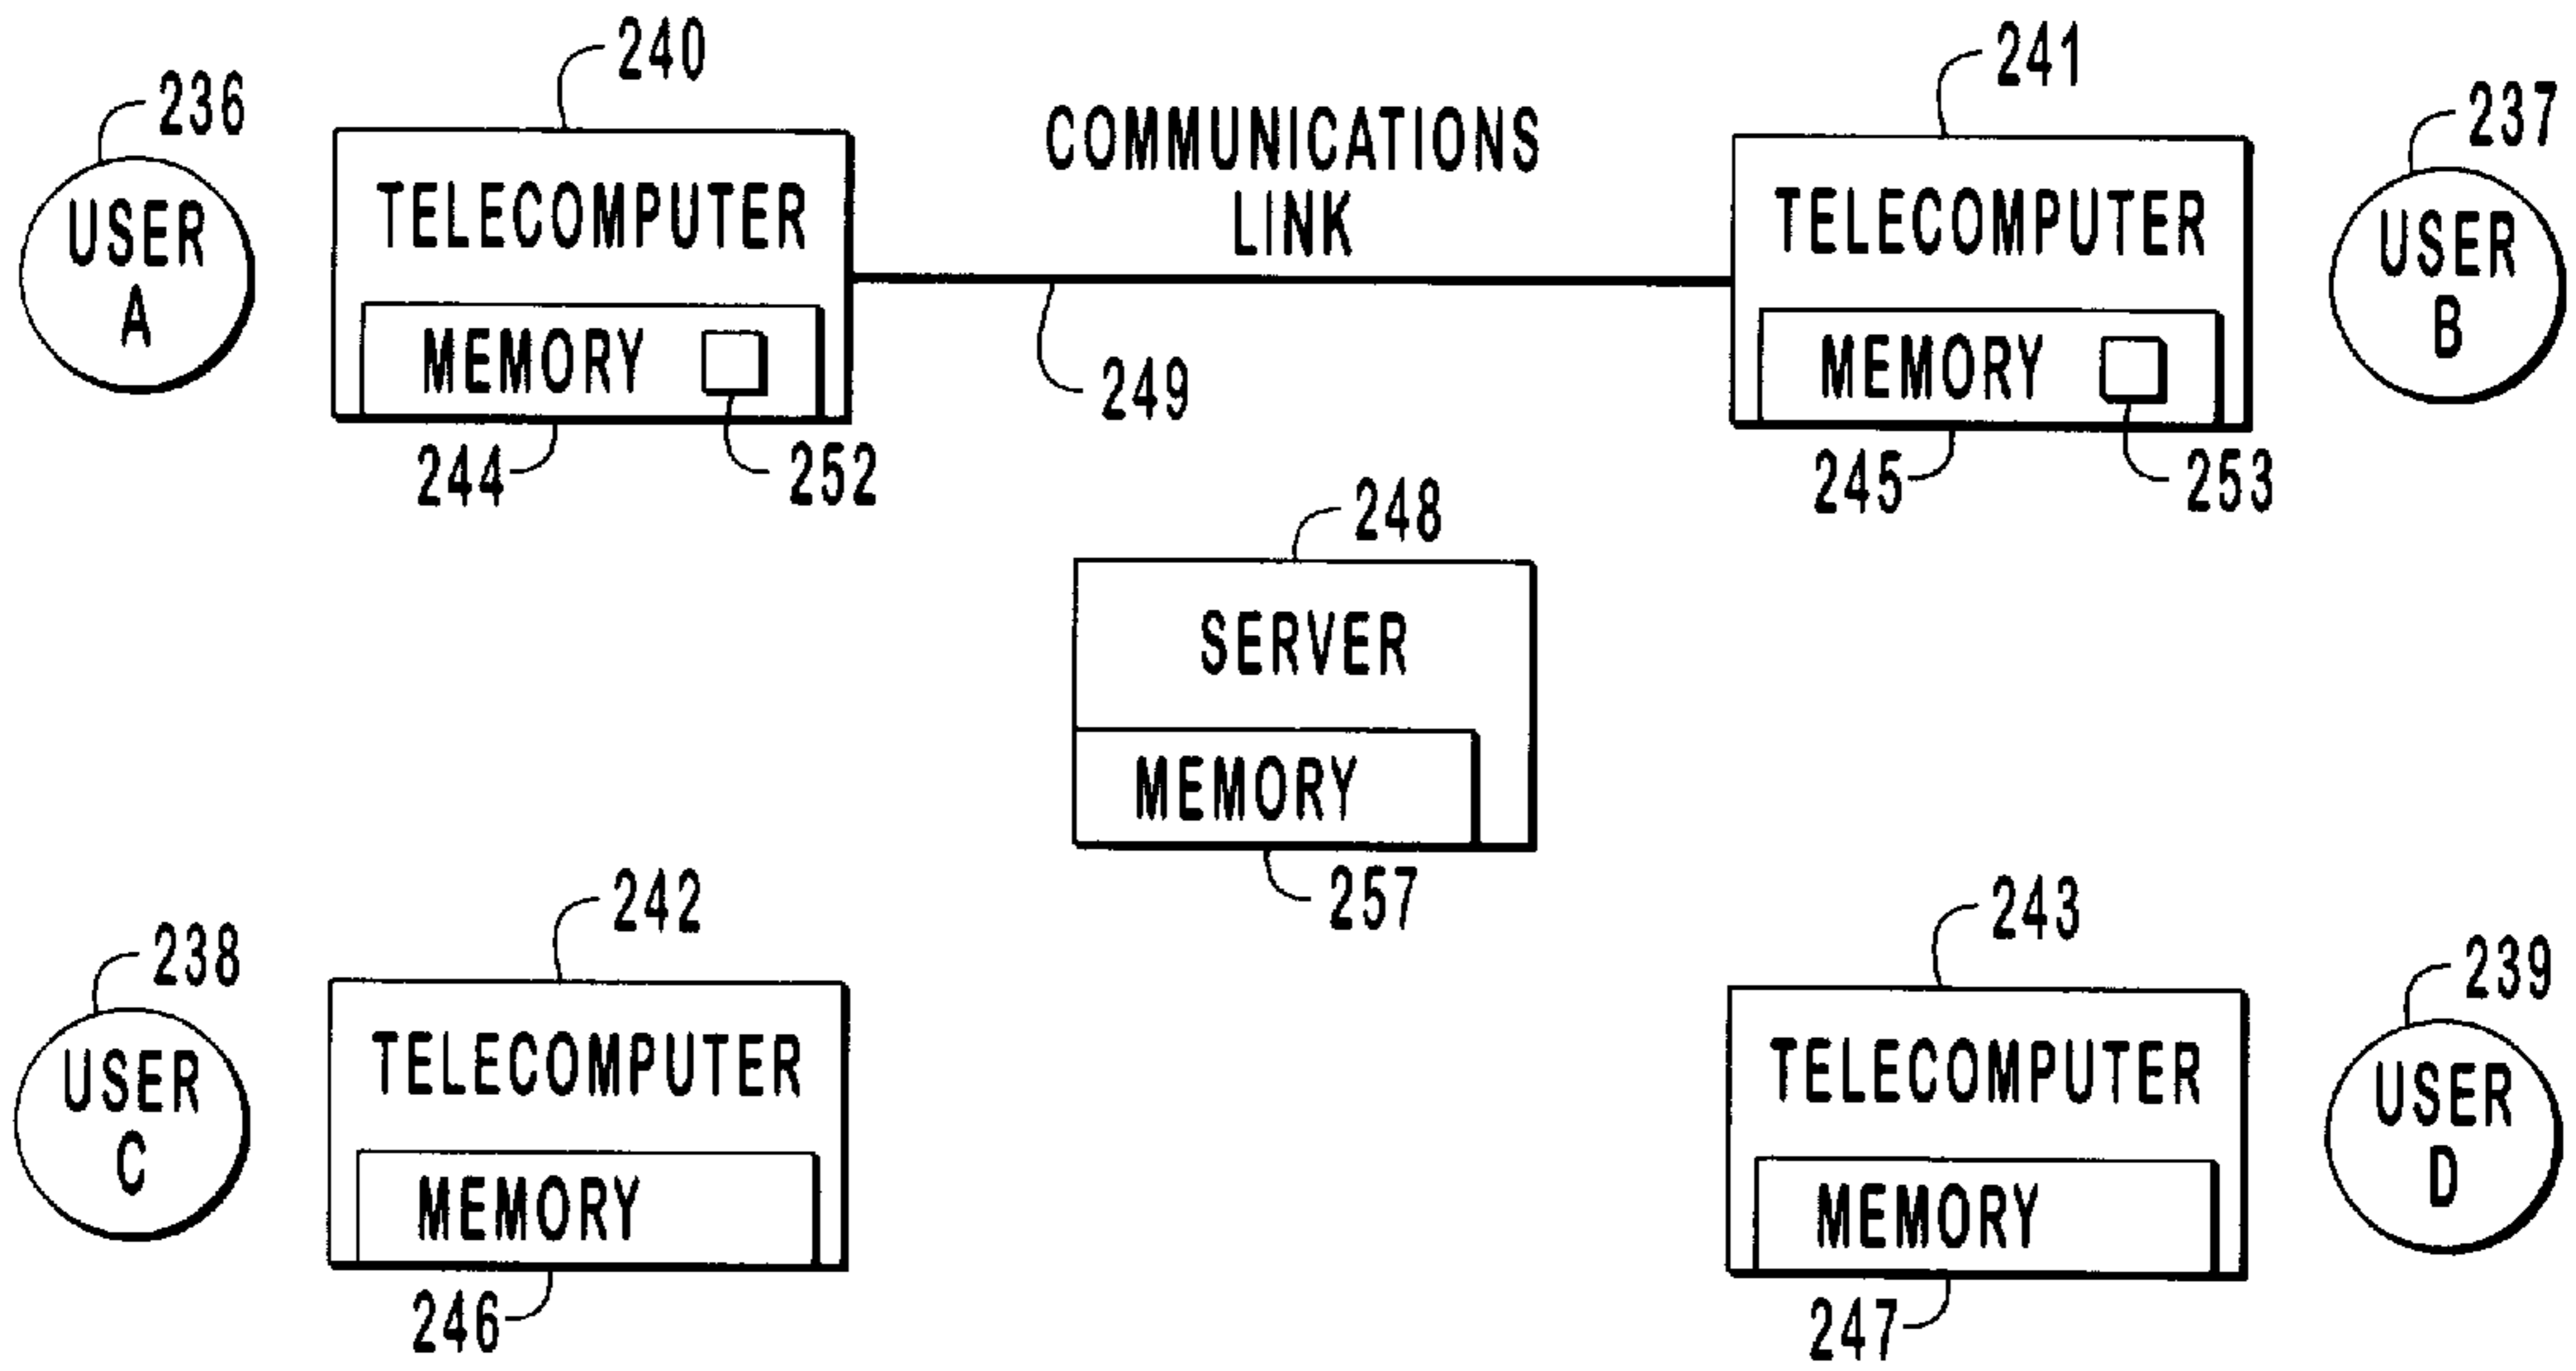 240
241
236
237
COMMUNICATIONS
LINK
USER
A
TELECOMPUTER
TELECOMPUTER
USER
B
MEMORY
MEMORY
249
244
252
245
253
248
SERVER
MEMORY
257
242
243
238
239
USER
C
TELECOMPUTER
TELECOMPUTER
USER
D
MEMORY
MEMORY
246
247